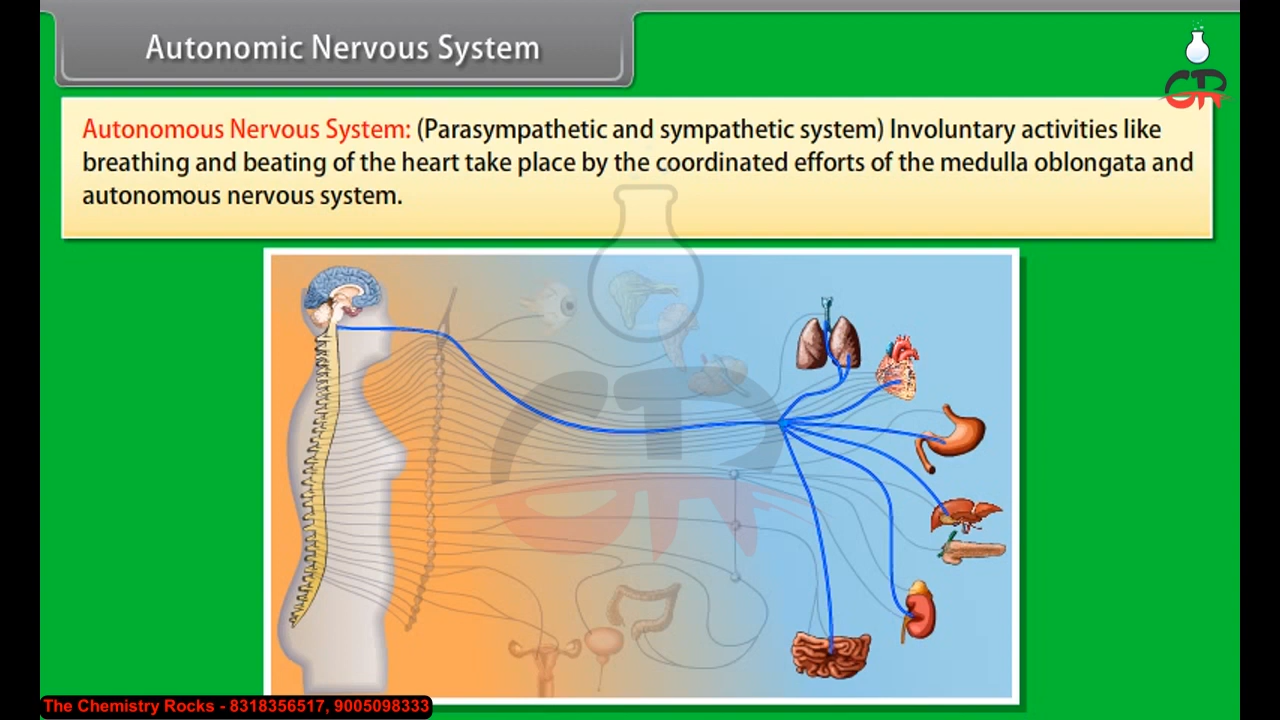 Autonomic Nervous System
Autonomous Nervous System: (Parasympathetic and sympathetic system) Involuntary activities like
breathing and beating of the heart take place by the coordinated efforts of the medulla oblongata and
autonomous nervous system.
The Chemistry Rocks - 8318356517, 9005098333